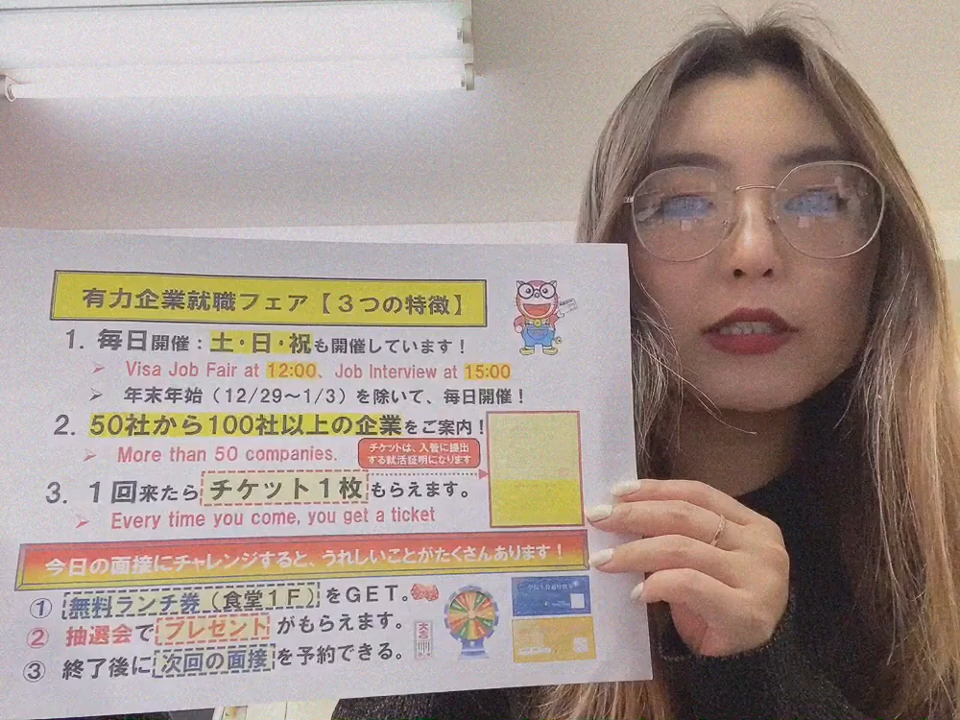 有力企業就職フェア【３つの特徴】
1. 毎日開催：土・日・祝も開催しています！
➢ Visa Job Fair at 12:00、Job Interview at 15:00
➢ 年末年始（12/29〜1/3）を除いて、毎日開催！
2. 50社から100社以上の企業をご案内！
➢ More than 50 companies.
チケットは、入管に提出
する就活証明になります
3. １回来たらチケット１枚もらえます。
➢ Every time you come, you get a ticket
今日の面接にチャレンジすると、うれしいことがたくさんあります！
① 無料ランチ券（食堂１Ｆ）をＧＥＴ。
② 抽選会でプレゼントがもらえます。
③ 終了後に次回の面接を予約できる。